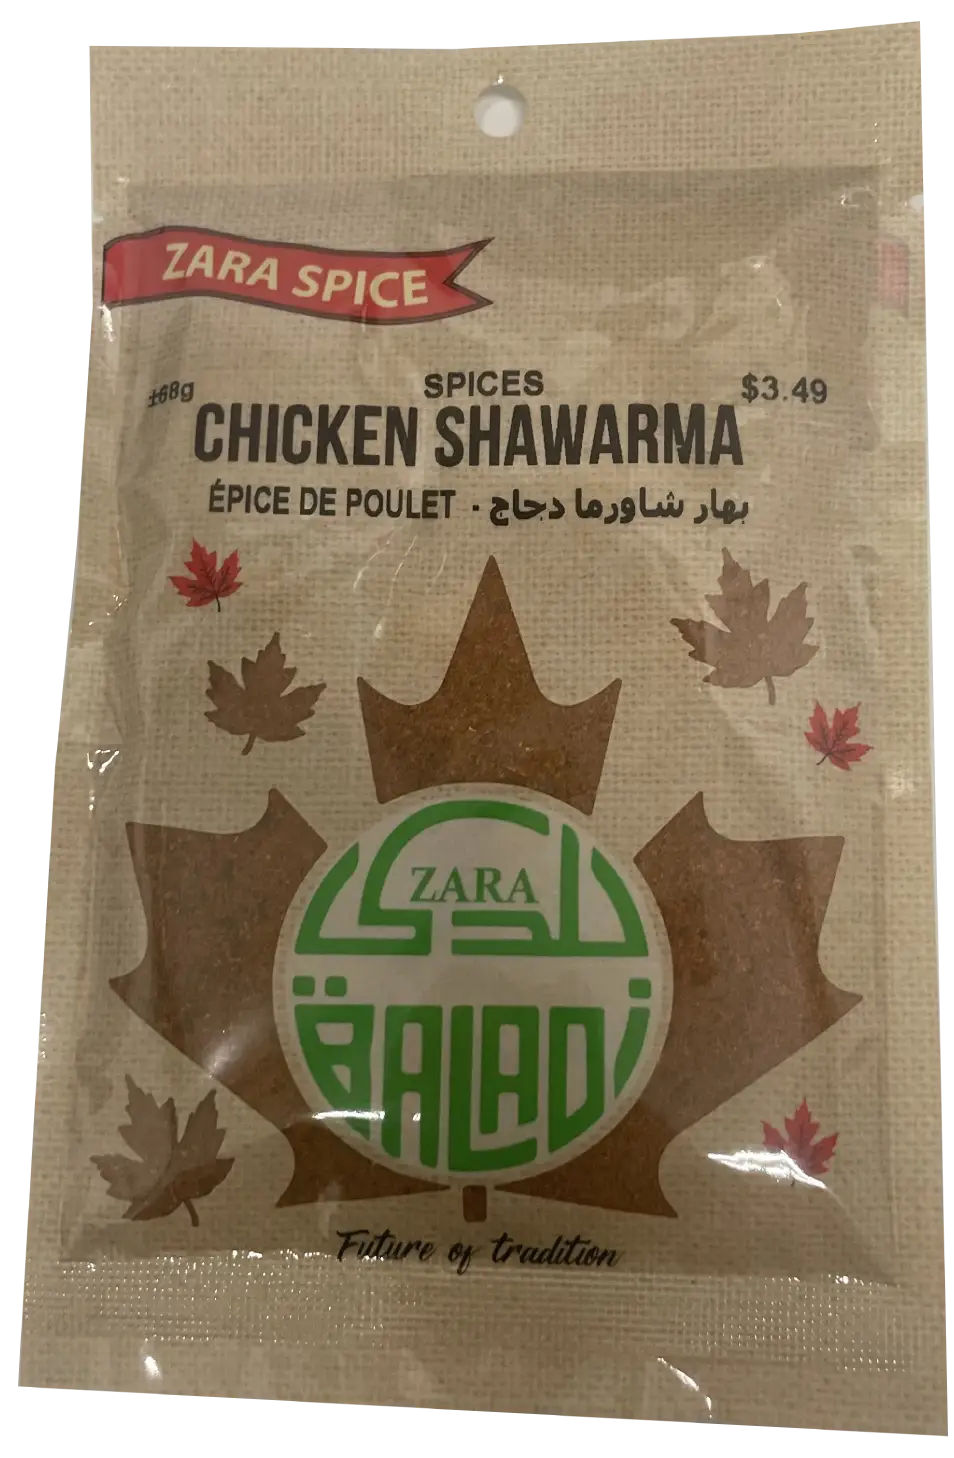 ZARA SPICE
SPICES
±68g
$3.49
CHICKEN SHAWARMA
ÉPICE DE POULET - بهار شاورما دجاج
بلدي
ZARA
BALADI
Future of tradition